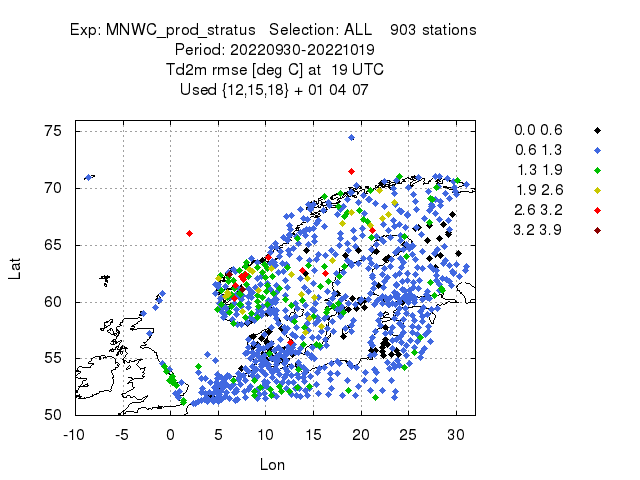 Exp: MNWC_prod_stratus   Selection: ALL    903 stations
Period: 20220930-20221019
Td2m rmse [deg C] at  19 UTC
Used {12,15,18} + 01 04 07
0.0 0.6
0.6 1.3
1.3 1.9
1.9 2.6
2.6 3.2
3.2 3.9
75
70
65
60
55
50
Lat
-10 -5 0 5 10 15 20 25 30
Lon